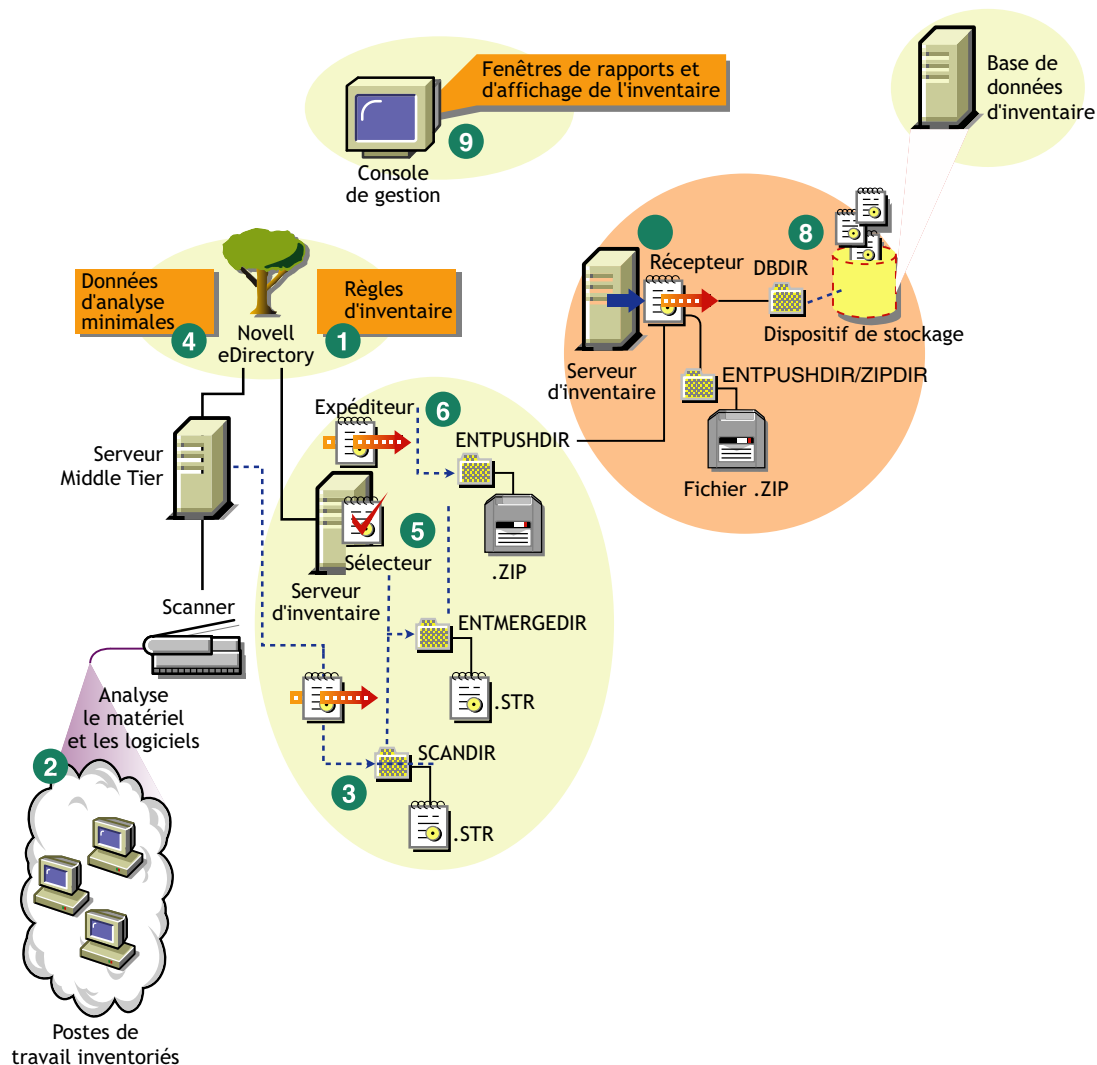 Fenêtres de rapports et
d'affichage de l'inventaire
9
Console
de gestion
Base de
données
d'inventaire
Données
d'analyse
minimales
4
Novell
eDirectory
Règles
d'inventaire
1
Récepteur
DBDIR
8
Dispositif de stockage
Serveur
d'inventaire
ENTPUSHDIR/ZIPDIR
Fichier .ZIP
Serveur
Middle Tier
Expéditeur
6
ENTPUSHDIR
.ZIP
5
Sélecteur
Serveur
d'inventaire
ENTMERGEDIR
.STR
SCANDIR
3
.STR
Scanner
Analyse
le matériel
et les logiciels
2
Postes de
travail inventoriés